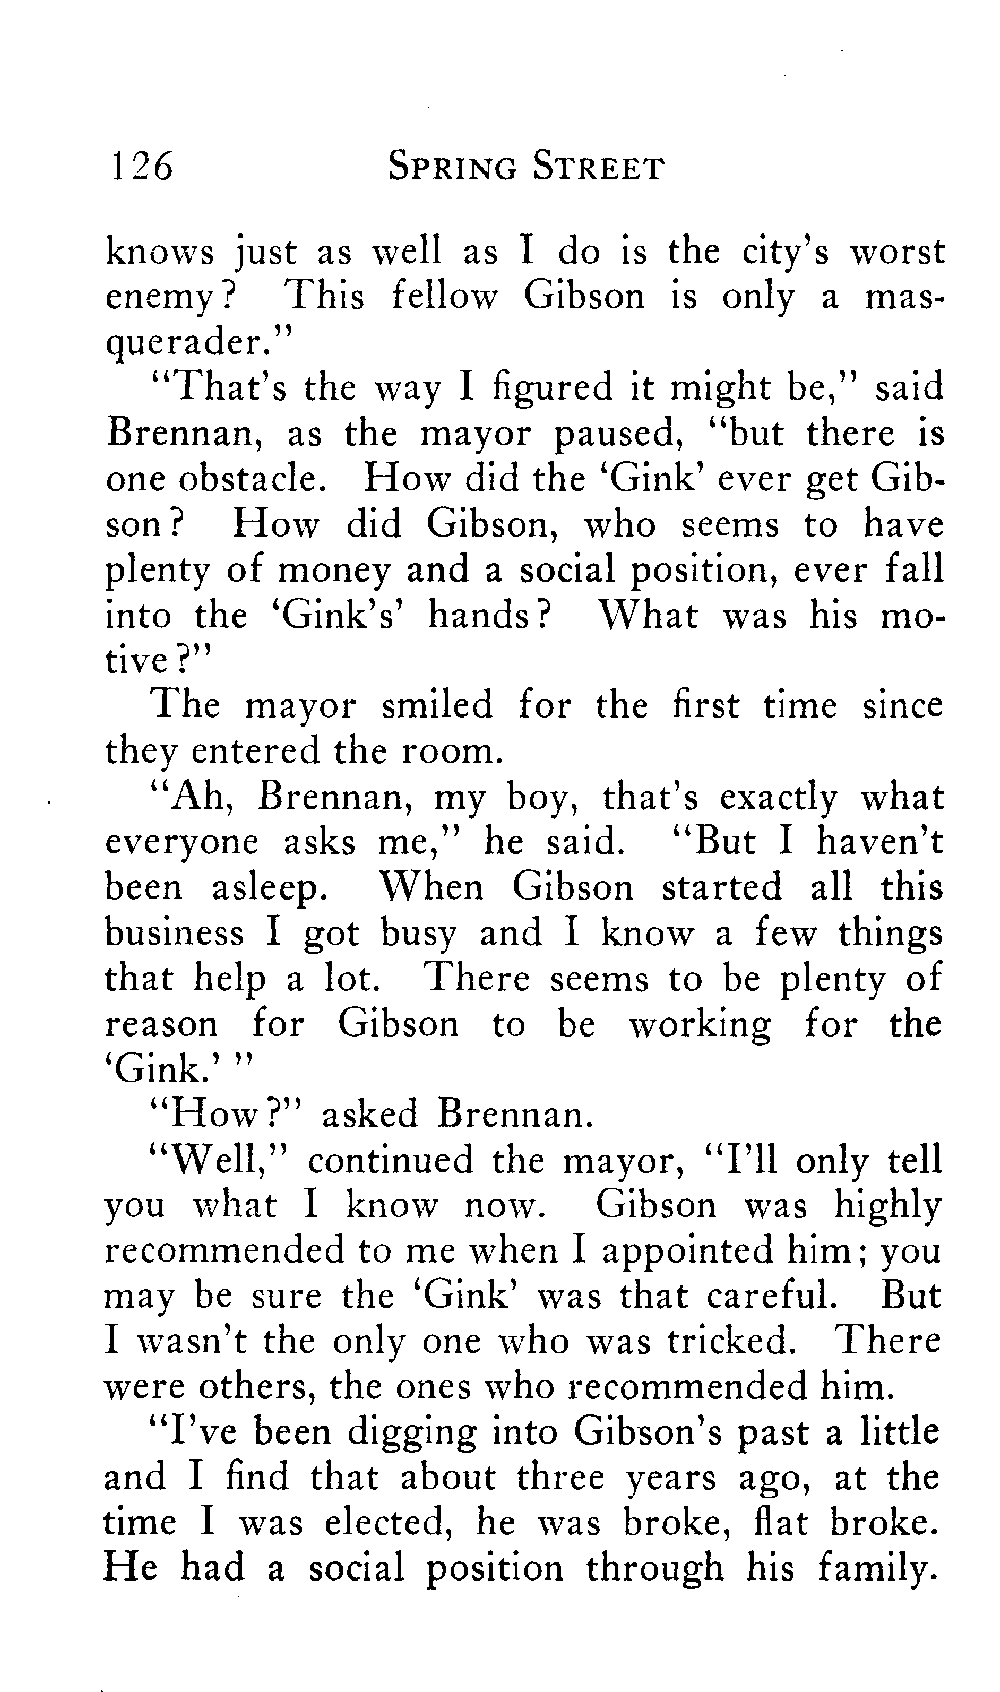 126 SPRING STREET
knows just as well as I do is the city's worst
enemy? This fellow Gibson is only a mas-
querader."
"That's the way I figured it might be," said
Brennan, as the mayor paused, "but there is
one obstacle. How did the 'Gink' ever get Gib-
son? How did Gibson, who seems to have
plenty of money and a social position, ever fall
into the 'Gink's' hands? What was his mo-
tive?"
The mayor smiled for the first time since
they entered the room.
"Ah, Brennan, my boy, that's exactly what
everyone asks me," he said. "But I haven't
been asleep. When Gibson started all this
business I got busy and I know a few things
that help a lot. There seems to be plenty of
reason for Gibson to be working for the
'Gink.' "
"How?" asked Brennan.
"Well," continued the mayor, "I'll only tell
you what I know now. Gibson was highly
recommended to me when I appointed him; you
may be sure the 'Gink' was that careful. But
I wasn't the only one who was tricked. There
were others, the ones who recommended him.
"I've been digging into Gibson's past a little
and I find that about three years ago, at the
time I was elected, he was broke, flat broke.
He had a social position through his family.